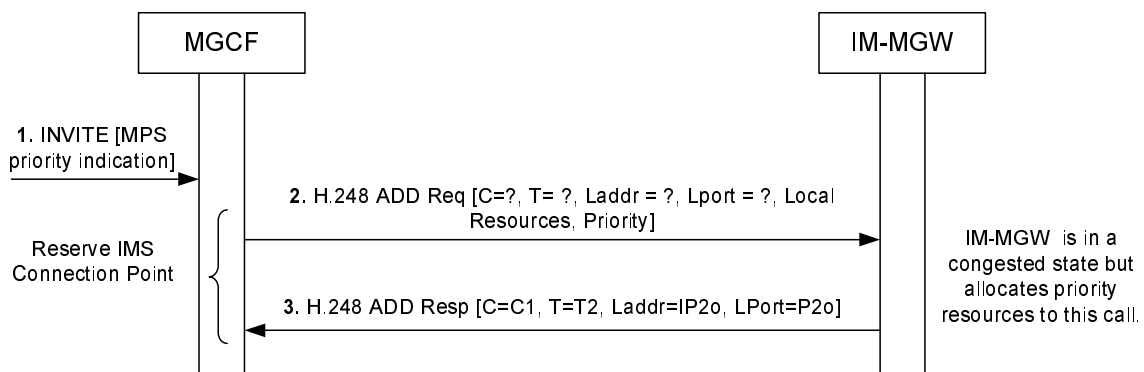 MGCF
IM-MGW
1. INVITE [MPS
priority indication]
2. H.248 ADD Req [C=?, T= ?, Laddr = ?, Lport = ?, Local
Resources, Priority]
Reserve IMS
Connection Point
IM-MGW is in a
congested state but
allocates priority
resources to this call.
3. H.248 ADD Resp [C=C1, T=T2, Laddr=IP2o, LPort=P2o]